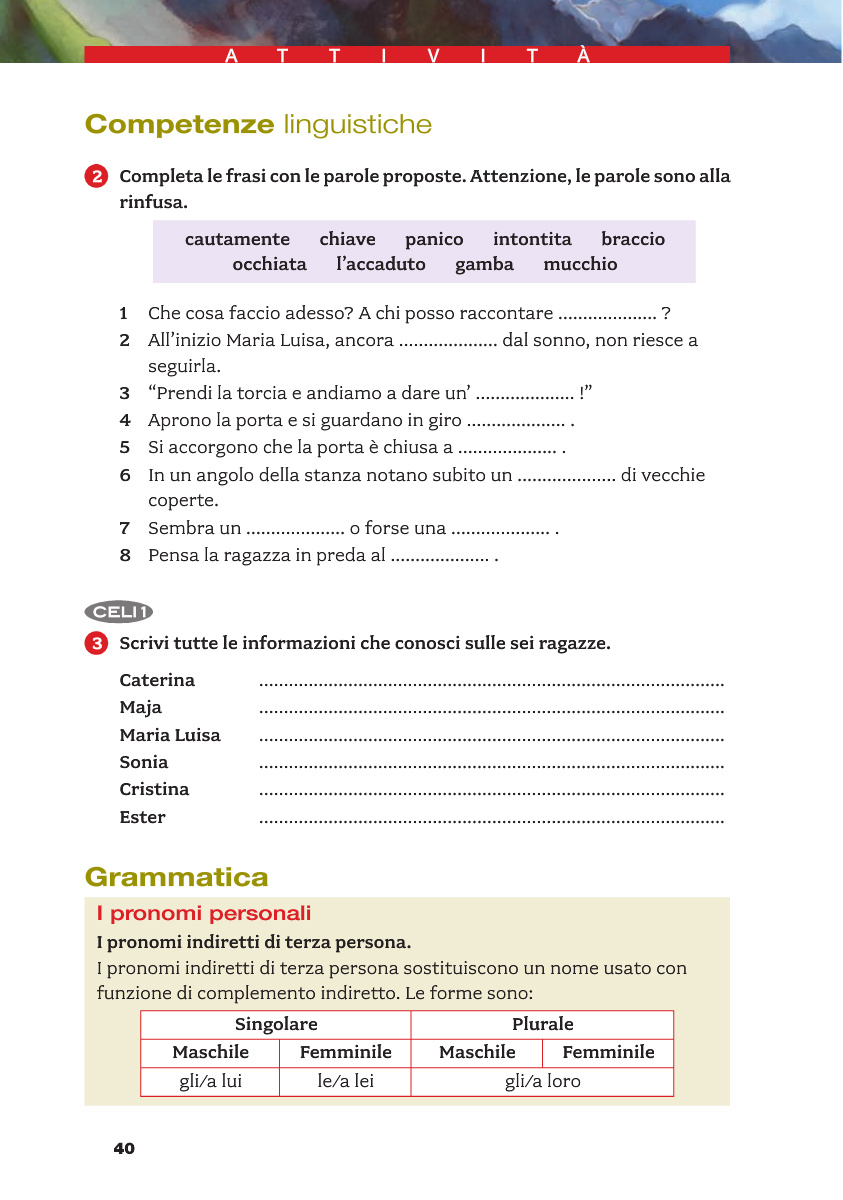 ATTIVITÀ
Competenze linguistiche
2 Completa le frasi con le parole proposte. Attenzione, le parole sono alla
rinfusa.
cautamente chiave panico intontita braccio
occhiata l’accaduto gamba mucchio
1 Che cosa faccio adesso? A chi posso raccontare .................... ?
2 All’inizio Maria Luisa, ancora .................... dal sonno, non riesce a
seguirla.
3 “Prendi la torcia e andiamo a dare un’ .................... !”
4 Aprono la porta e si guardano in giro .................... .
5 Si accorgono che la porta è chiusa a .................... .
6 In un angolo della stanza notano subito un .................... di vecchie
coperte.
7 Sembra un .................... o forse una .................... .
8 Pensa la ragazza in preda al .................... .
CELI 1
3 Scrivi tutte le informazioni che conosci sulle sei ragazze.
Caterina ..............................................................................................
Maja ..............................................................................................
Maria Luisa ..............................................................................................
Sonia ..............................................................................................
Cristina ..............................................................................................
Ester ..............................................................................................
Grammatica
I pronomi personali
I pronomi indiretti di terza persona.
I pronomi indiretti di terza persona sostituiscono un nome usato con
funzione di complemento indiretto. Le forme sono:
Singolare Plurale
Maschile Femminile Maschile Femminile
gli/a lui le/a lei gli/a loro
40